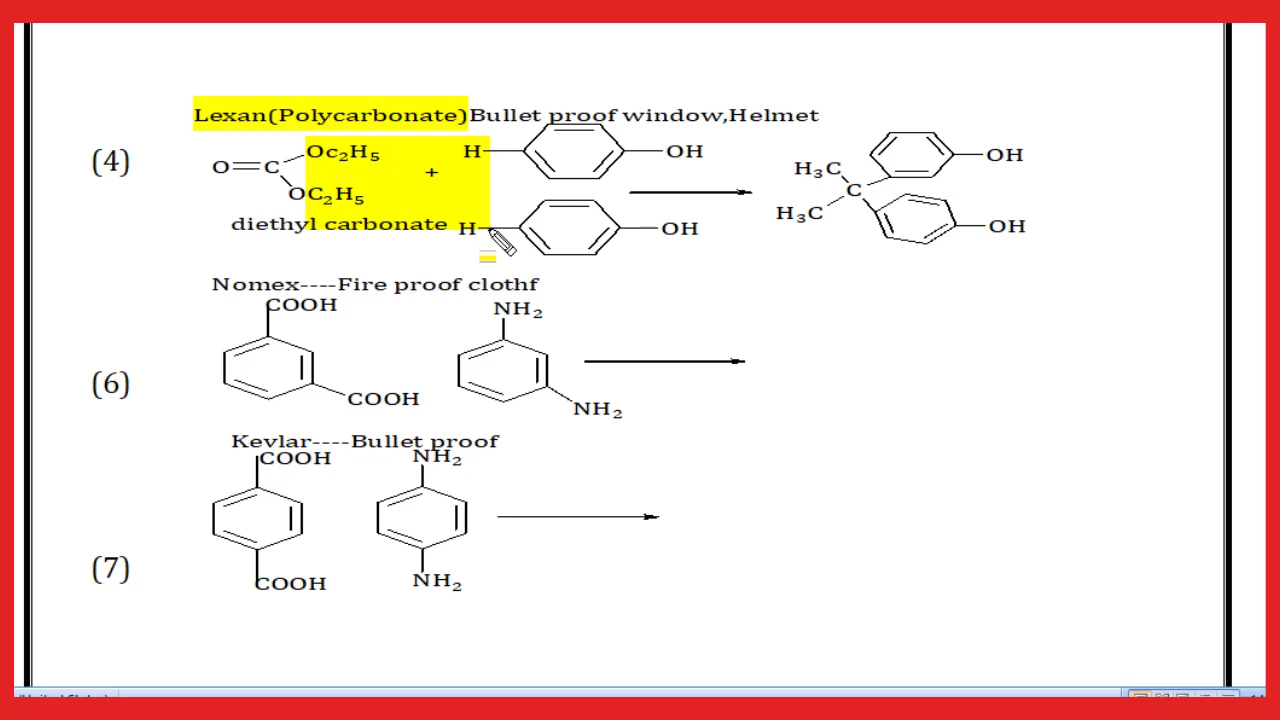 Lexan(Polycarbonate)Bullet proof window,Helmet
(4)
O=C
Oc₂H₅
OC₂H₅
+
H
OH
H
OH
H₃C
C
H₃C
OH
OH
diethyl carbonate
Nomex----Fire proof clothf
(6)
COOH
COOH
NH₂
NH₂
Kevlar----Bullet proof
(7)
COOH
COOH
NH₂
NH₂